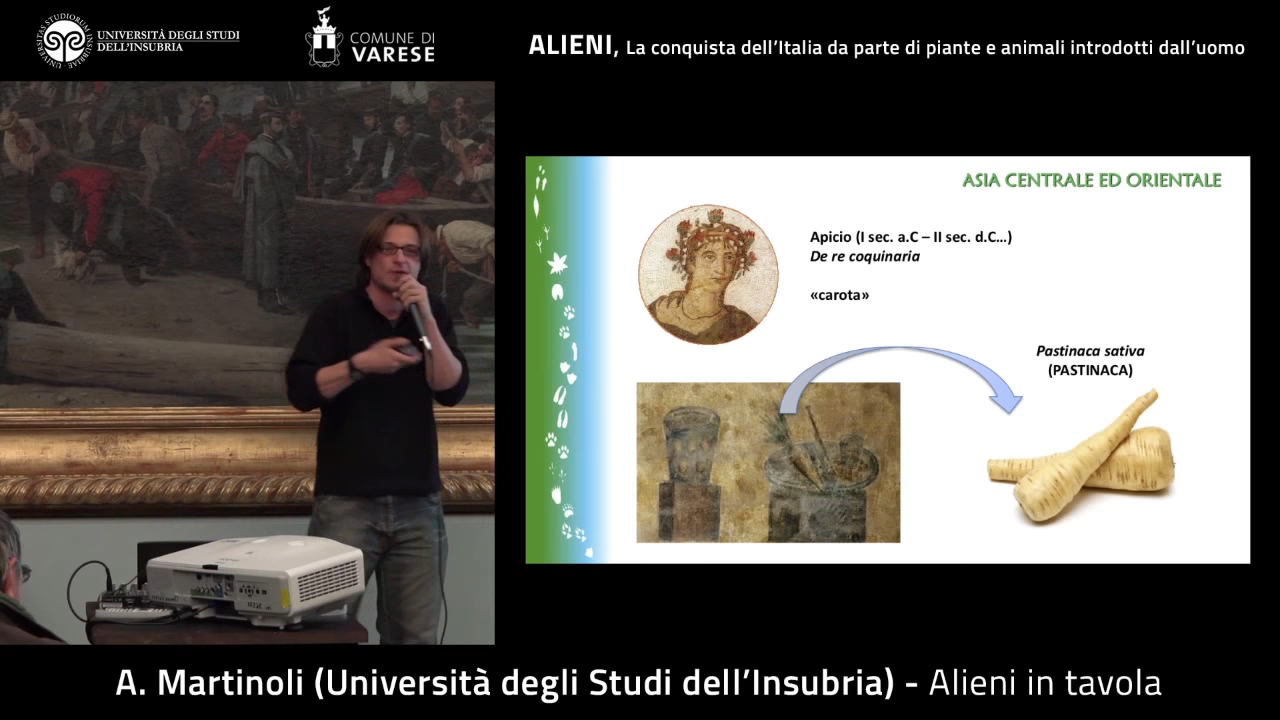 UNIVERSITÀ DEGLI STUDI
DELL'INSUBRIA
COMUNE DI
VARESE
ALIENI, La conquista dell'Italia da parte di piante e animali introdotti dall'uomo
ASIA CENTRALE ED ORIENTALE
Apicio (I sec. a.C – II sec. d.C...)
De re coquinaria
«carota»
Pastinaca sativa
(PASTINACA)
A. Martinoli (Università degli Studi dell'Insubria) - Alieni in tavola